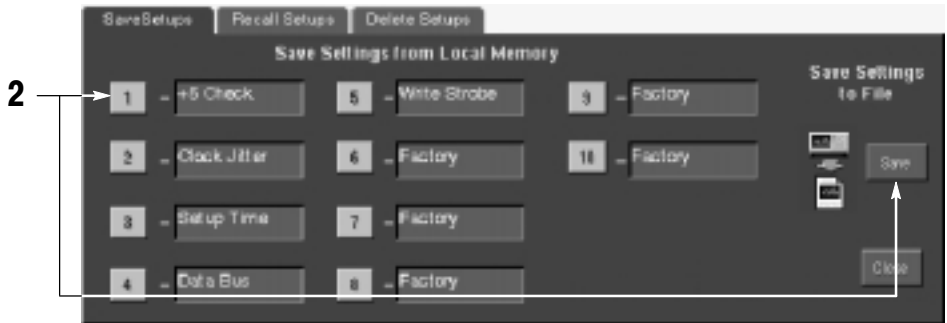 SaveSetups Recall Setups Delete Setups
Save Settings from Local Memory
Save Settings
to File
2
1 - +5 Check
5 - Write Strobe
9 - Factory
2 - Clock Jitter
6 - Factory
10 - Factory
Save
3 - Setup Time
7 - Factory
4 - Data Bus
8 - Factory
Close